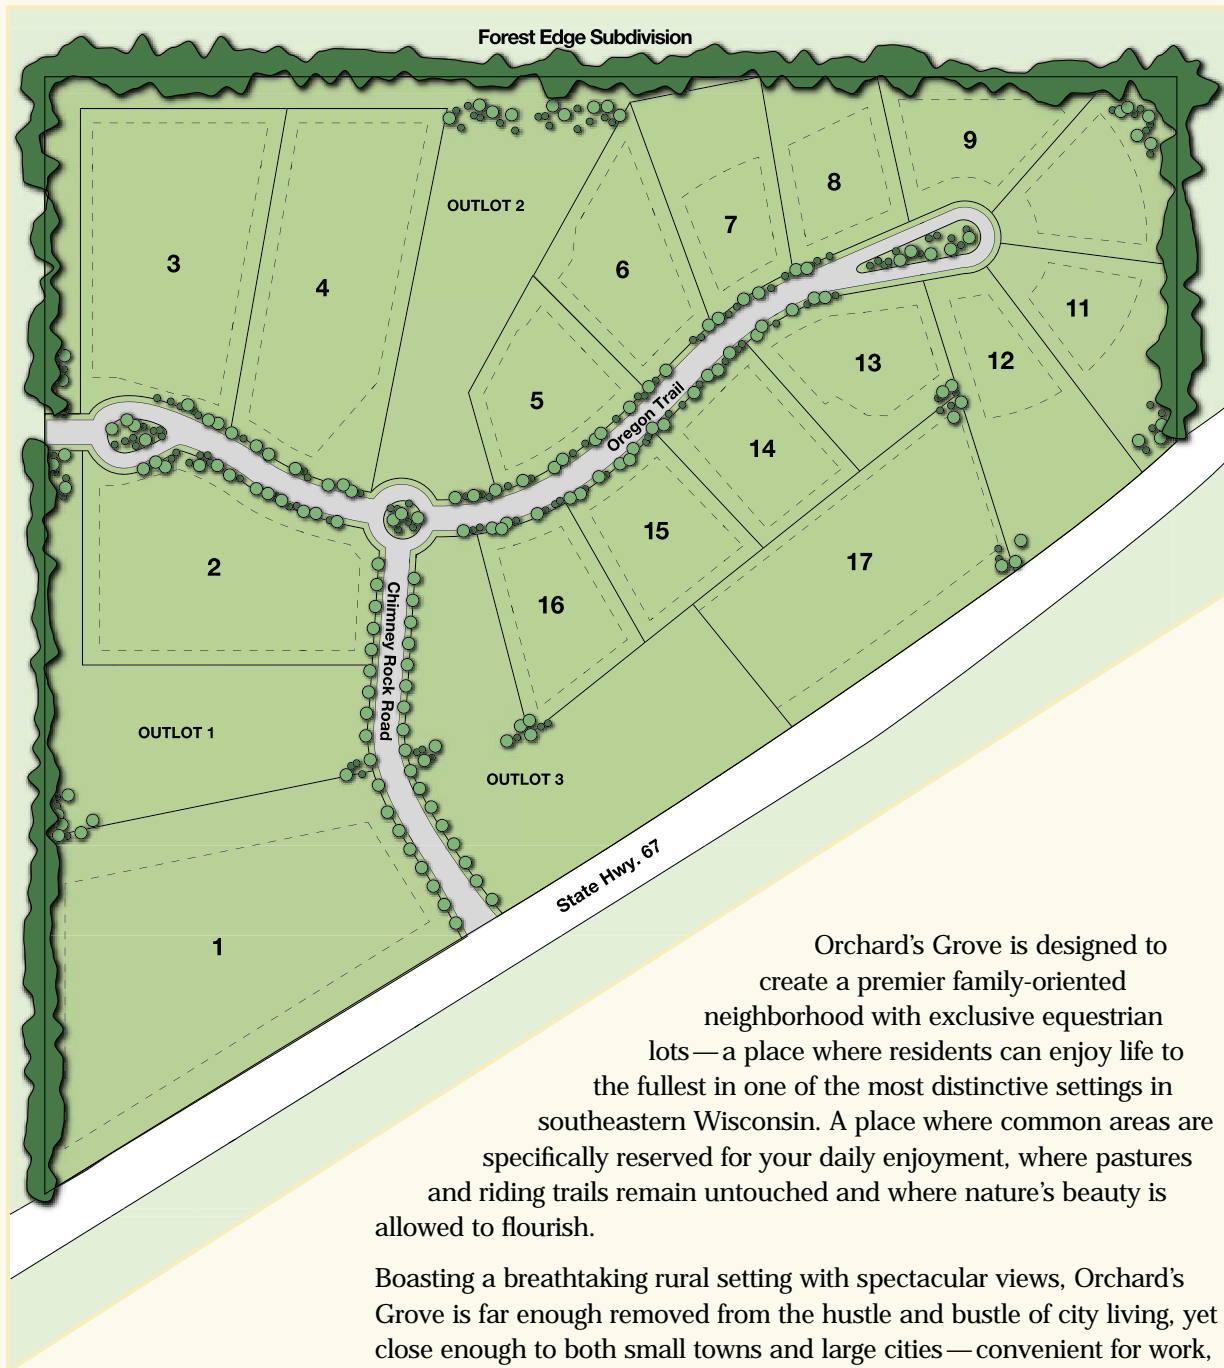 Forest Edge Subdivision
9
8
OUTLOT 2
7
3
6
4
11
12
13
5
Oregon Trail
14
15
17
2
16
Chimney Rock Road
OUTLOT 1
OUTLOT 3
State Hwy. 67
1
Orchard’s Grove is designed to
create a premier family-oriented
neighborhood with exclusive equestrian
lots — a place where residents can enjoy life to
the fullest in one of the most distinctive settings in
southeastern Wisconsin. A place where common areas are
specifically reserved for your daily enjoyment, where pastures
and riding trails remain untouched and where nature’s beauty is
allowed to flourish.
Boasting a breathtaking rural setting with spectacular views, Orchard’s
Grove is far enough removed from the hustle and bustle of city living, yet
close enough to both small towns and large cities — convenient for work,